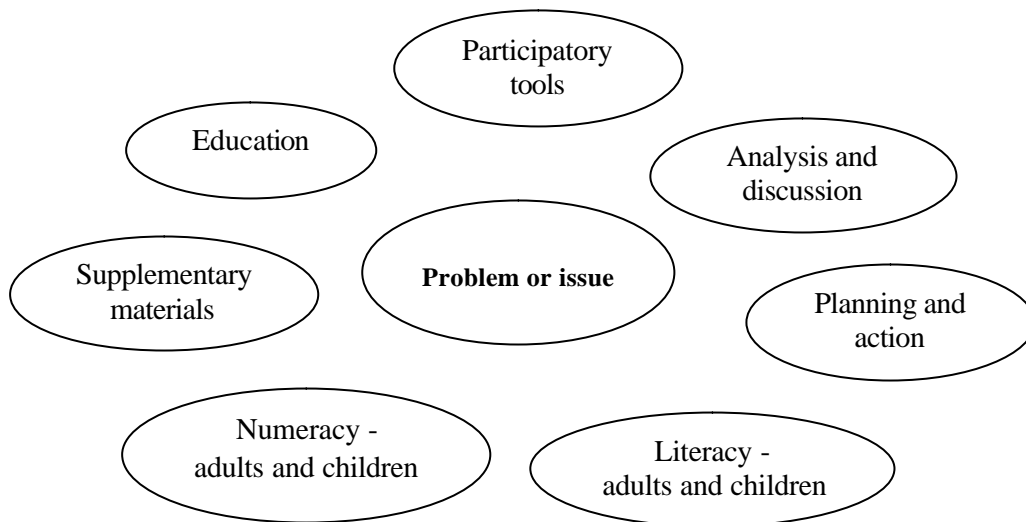 Participatory
tools
Education
Analysis and
discussion
Supplementary
materials
Problem or issue
Planning and
action
Numeracy -
adults and children
Literacy -
adults and children